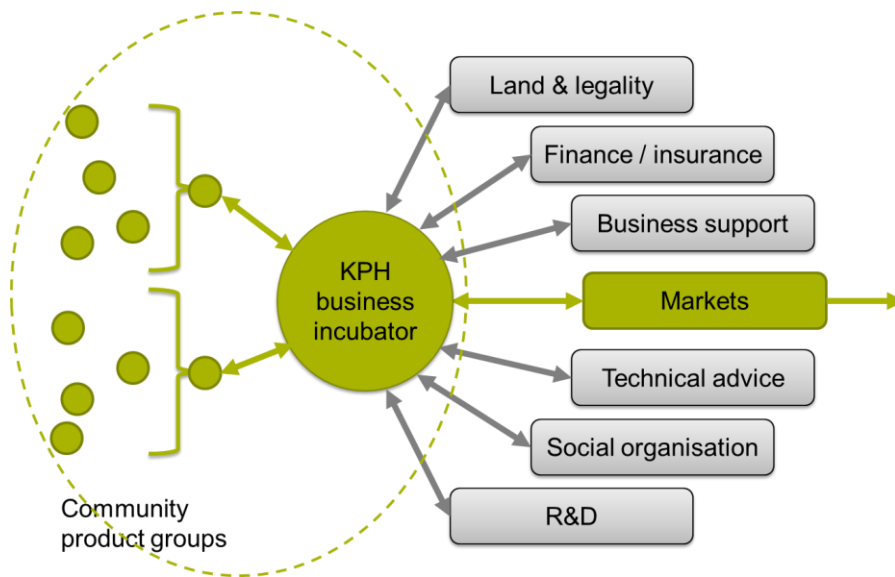 Land & legality
Finance / insurance
Business support
KPH
business
incubator
Markets
Technical advice
Social organisation
R&D
Community
product groups